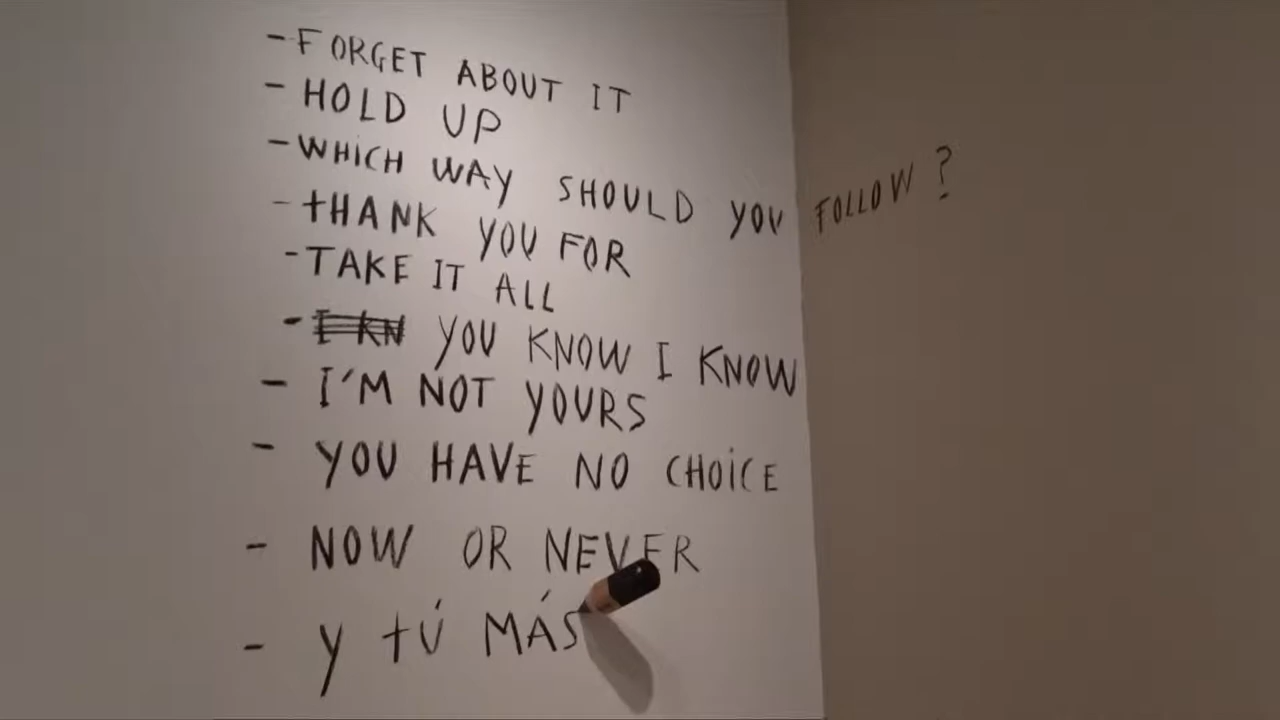 - FORGET ABOUT IT
- HOLD UP
- WHiCH WAY SHOULD YOU FOLLOW ?
- THANK YOU FOR
- TAKE IT ALL
- I KN YOU KNOW I KNOW
- I'M NOT YOURS
- YOU HAVE NO CHOiCE
- NOW OR NEVER
- Y TÚ MÁS